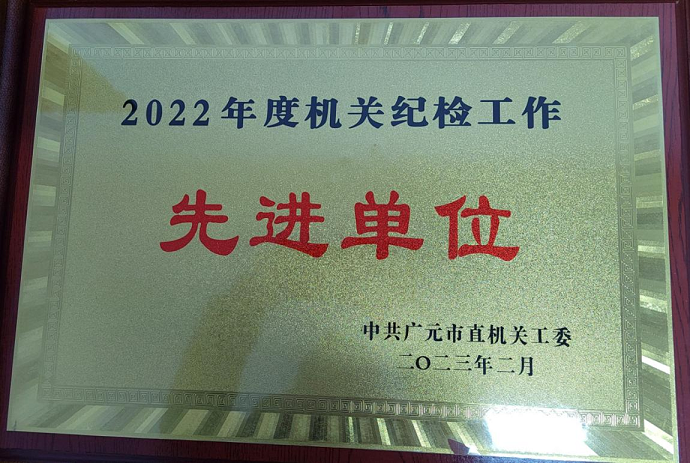 2022年度机关纪检工作
先进单位
中共广元市直机关工委
二〇二三年二月